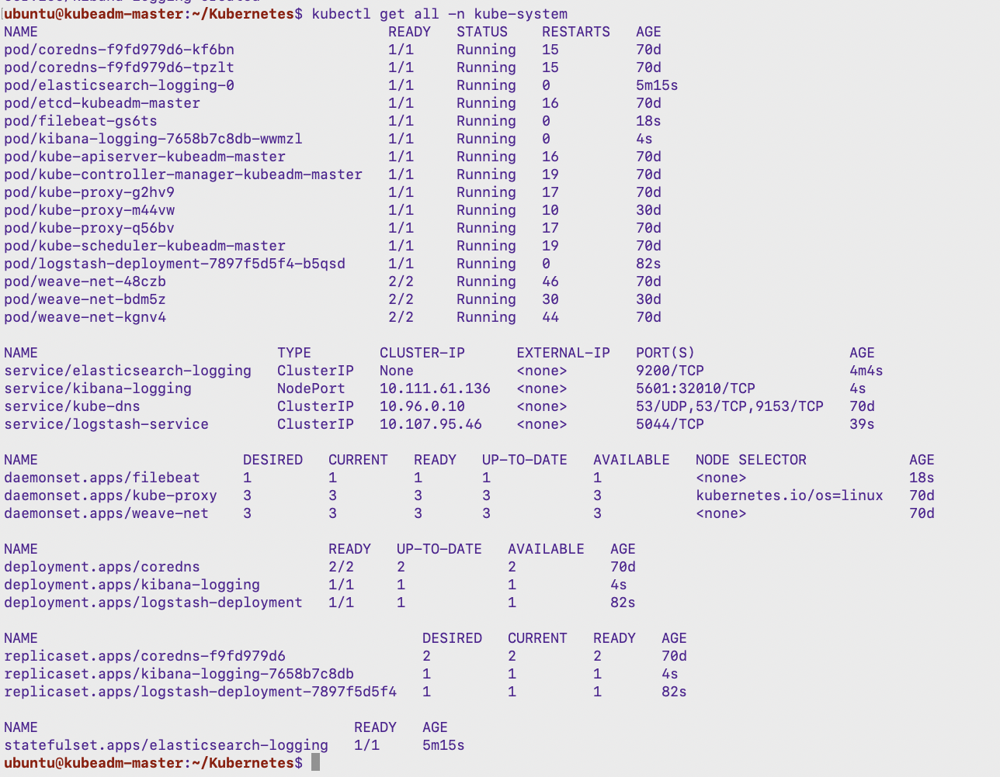 ubuntu@kubeadm-master:~/Kubernetes$ kubectl get all -n kube-system
NAME READY STATUS RESTARTS AGE
pod/coredns-f9fd979d6-kf6bn 1/1 Running 15 70d
pod/coredns-f9fd979d6-tpzlt 1/1 Running 15 70d
pod/elasticsearch-logging-0 1/1 Running 0 5m15s
pod/etcd-kubeadm-master 1/1 Running 16 70d
pod/filebeat-gs6ts 1/1 Running 0 18s
pod/kibana-logging-7658b7c8db-wwmzl 1/1 Running 0 4s
pod/kube-apiserver-kubeadm-master 1/1 Running 16 70d
pod/kube-controller-manager-kubeadm-master 1/1 Running 19 70d
pod/kube-proxy-g2hv9 1/1 Running 17 70d
pod/kube-proxy-m44vw 1/1 Running 10 30d
pod/kube-proxy-q56bv 1/1 Running 17 70d
pod/kube-scheduler-kubeadm-master 1/1 Running 19 70d
pod/logstash-deployment-7897f5d5f4-b5qsd 1/1 Running 0 82s
pod/weave-net-48czb 2/2 Running 46 70d
pod/weave-net-bdm5z 2/2 Running 30 30d
pod/weave-net-kgnv4 2/2 Running 44 70d
NAME TYPE CLUSTER-IP EXTERNAL-IP PORT(S) AGE
service/elasticsearch-logging ClusterIP None <none> 9200/TCP 4m4s
service/kibana-logging NodePort 10.111.61.136 <none> 5601:32010/TCP 4s
service/kube-dns ClusterIP 10.96.0.10 <none> 53/UDP,53/TCP,9153/TCP 70d
service/logstash-service ClusterIP 10.107.95.46 <none> 5044/TCP 39s
NAME DESIRED CURRENT READY UP-TO-DATE AVAILABLE NODE SELECTOR AGE
daemonset.apps/filebeat 1 1 1 1 1 <none> 18s
daemonset.apps/kube-proxy 3 3 3 3 3 kubernetes.io/os=linux 70d
daemonset.apps/weave-net 3 3 3 3 3 <none> 70d
NAME READY UP-TO-DATE AVAILABLE AGE
deployment.apps/coredns 2/2 2 2 70d
deployment.apps/kibana-logging 1/1 1 1 4s
deployment.apps/logstash-deployment 1/1 1 1 82s
NAME DESIRED CURRENT READY AGE
replicaset.apps/coredns-f9fd979d6 2 2 2 70d
replicaset.apps/kibana-logging-7658b7c8db 1 1 1 4s
replicaset.apps/logstash-deployment-7897f5d5f4 1 1 1 82s
NAME READY AGE
statefulset.apps/elasticsearch-logging 1/1 5m15s
ubuntu@kubeadm-master:~/Kubernetes$